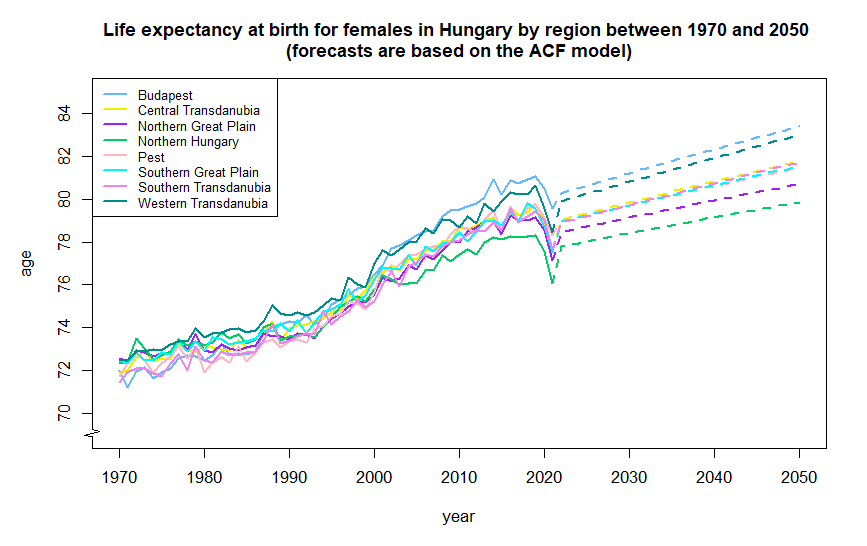 Life expectancy at birth for females in Hungary by region between 1970 and 2050
(forecasts are based on the ACF model)
Budapest
Central Transdanubia
Northern Great Plain
Northern Hungary
Pest
Southern Great Plain
Southern Transdanubia
Western Transdanubia
84
82
80
78
76
74
72
70
age
1970 1980 1990 2000 2010 2020 2030 2040 2050
year